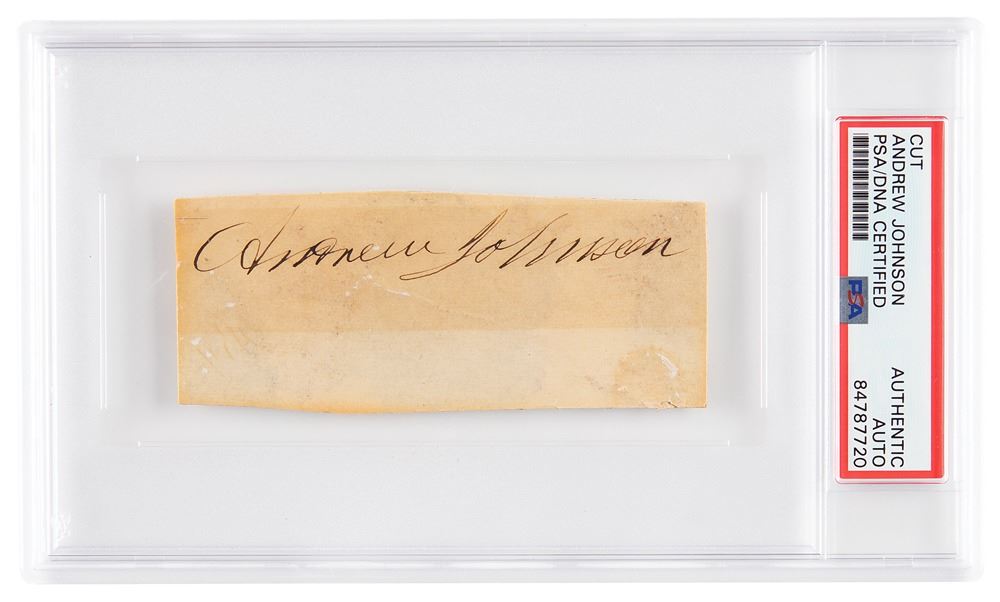 Andrew Johnson
CUT
ANDREW JOHNSON
PSA/DNA CERTIFIED
PSA
AUTHENTIC
AUTO
84787720